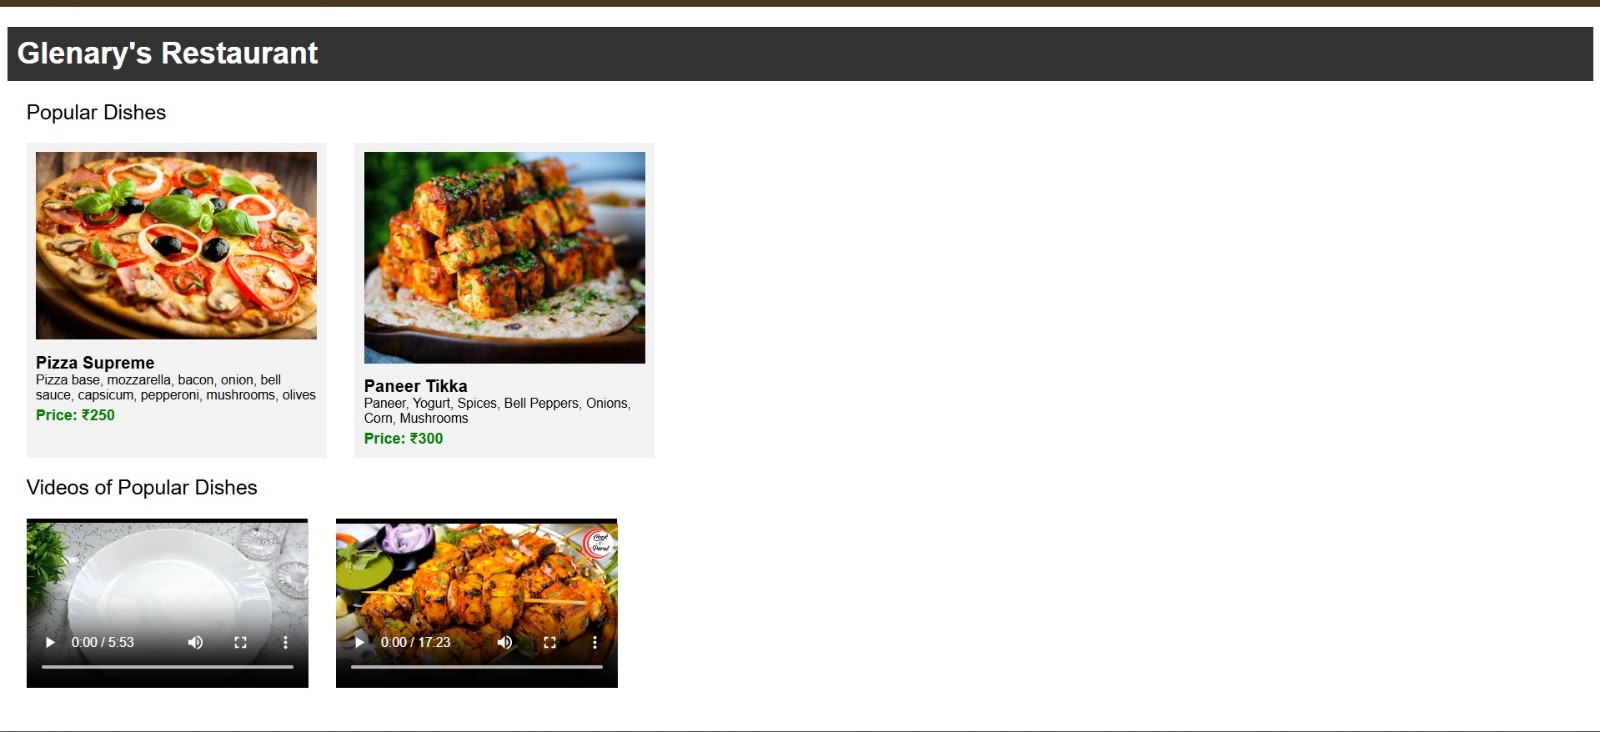 Glenary's Restaurant
Popular Dishes
Pizza Supreme
Pizza base, mozzarella, bacon, onion, bell
sauce, capsicum, pepperoni, mushrooms, olives
Price: ₹250
Paneer Tikka
Paneer, Yogurt, Spices, Bell Peppers, Onions,
Corn, Mushrooms
Price: ₹300
Videos of Popular Dishes
0:00 / 5:53
0:00 / 17:23